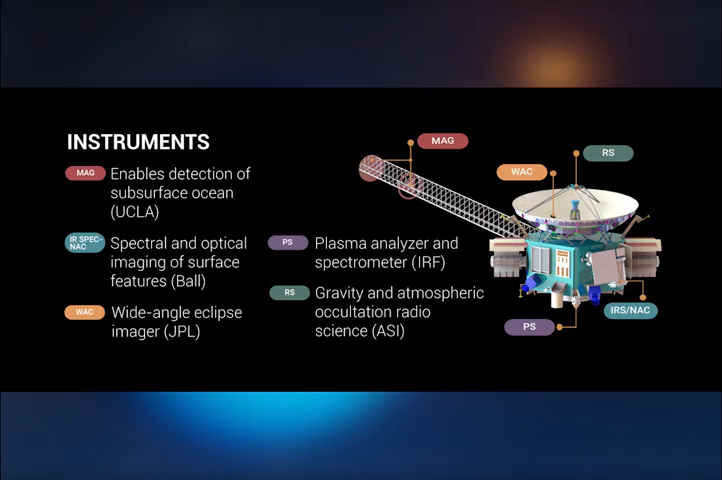 INSTRUMENTS
MAG
Enables detection of
subsurface ocean
(UCLA)
IR SPEC-
NAC
Spectral and optical
imaging of surface
features (Ball)
WAC
Wide-angle eclipse
imager (JPL)
PS
Plasma analyzer and
spectrometer (IRF)
RS
Gravity and atmospheric
occultation radio
science (ASI)
MAG
RS
WAC
IRS/NAC
PS